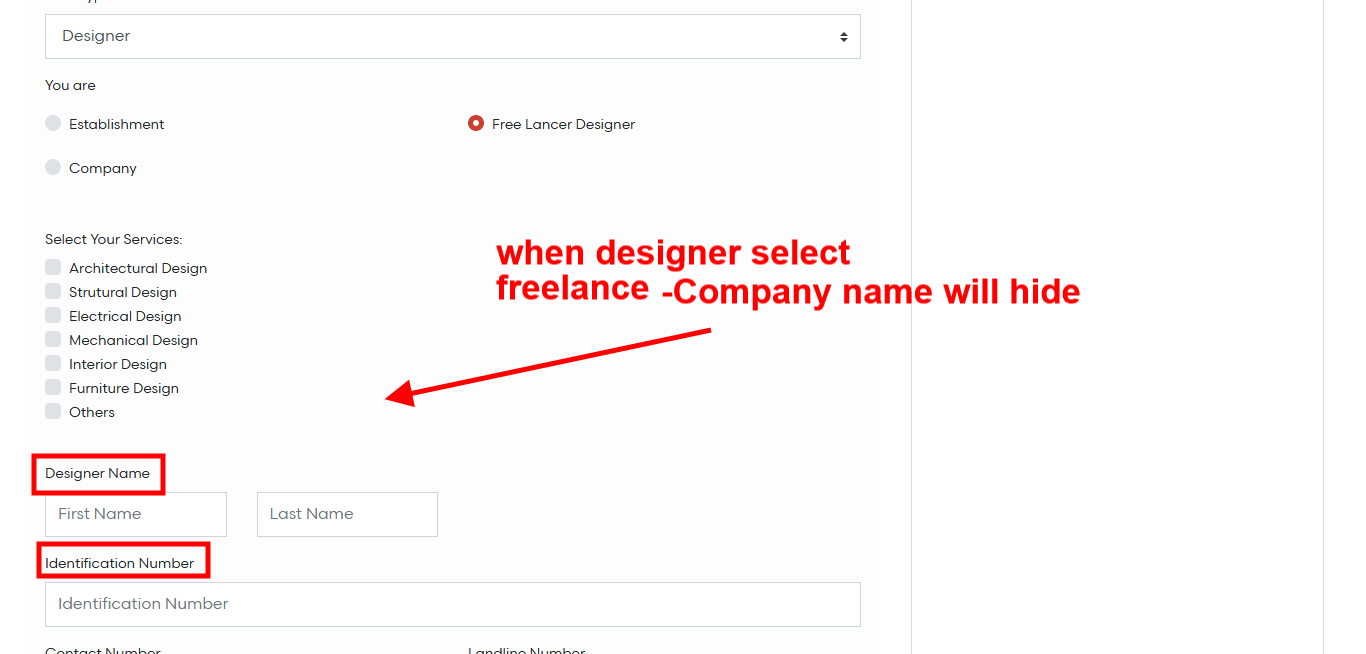 Designer
You are
Establishment
Free Lancer Designer
Company
Select Your Services:
Architectural Design
Strutural Design
Electrical Design
Mechanical Design
Interior Design
Furniture Design
Others
when designer select
freelance -Company name will hide
Designer Name
First Name
Last Name
Identification Number
Identification Number
Contact Number
Landline Number